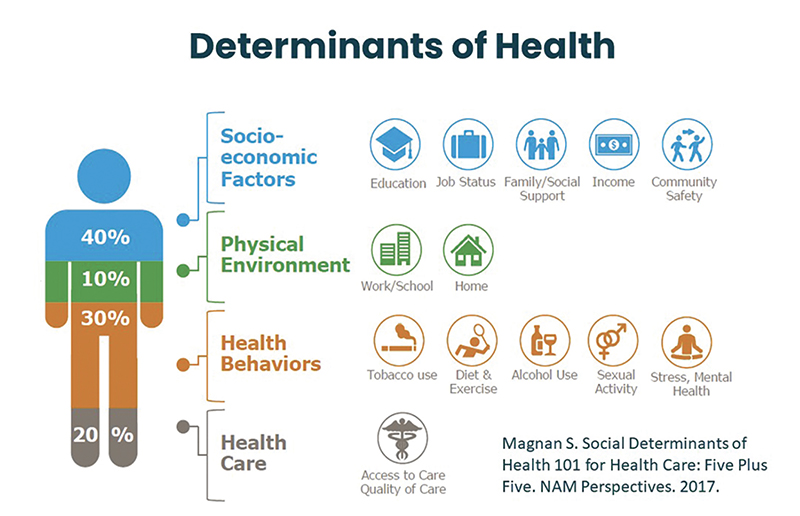 Determinants of Health
40%
10%
30%
20 %
Socio-
economic
Factors
Education
Job Status
Family/Social
Support
Income
Community
Safety
Physical
Environment
Work/School
Home
Health
Behaviors
Tobacco use
Diet &
Exercise
Alcohol Use
Sexual
Activity
Stress, Mental
Health
Health
Care
Access to Care
Quality of Care
Magnan S. Social Determinants of
Health 101 for Health Care: Five Plus
Five. NAM Perspectives. 2017.